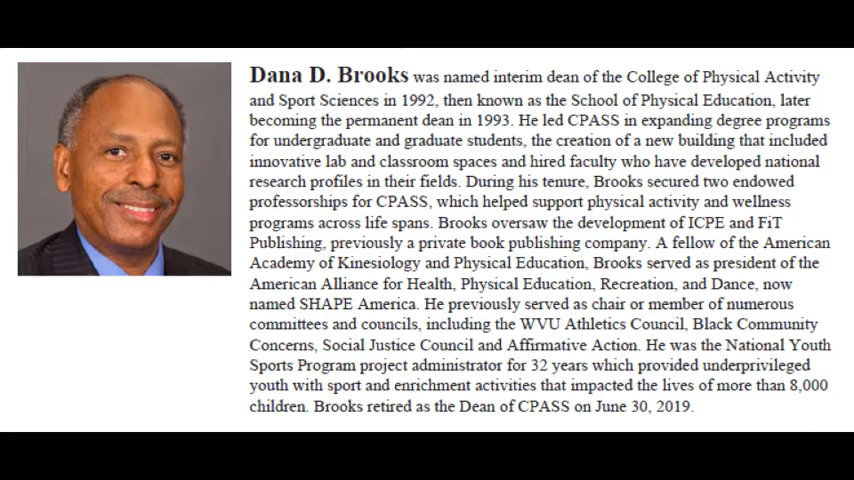 Dana D. Brooks was named interim dean of the College of Physical Activity
and Sport Sciences in 1992, then known as the School of Physical Education, later
becoming the permanent dean in 1993. He led CPASS in expanding degree programs
for undergraduate and graduate students, the creation of a new building that included
innovative lab and classroom spaces and hired faculty who have developed national
research profiles in their fields. During his tenure, Brooks secured two endowed
professorships for CPASS, which helped support physical activity and wellness
programs across life spans. Brooks oversaw the development of ICPE and FiT
Publishing, previously a private book publishing company. A fellow of the American
Academy of Kinesiology and Physical Education, Brooks served as president of the
American Alliance for Health, Physical Education, Recreation, and Dance, now
named SHAPE America. He previously served as chair or member of numerous
committees and councils, including the WVU Athletics Council, Black Community
Concerns, Social Justice Council and Affirmative Action. He was the National Youth
Sports Program project administrator for 32 years which provided underprivileged
youth with sport and enrichment activities that impacted the lives of more than 8,000
children. Brooks retired as the Dean of CPASS on June 30, 2019.